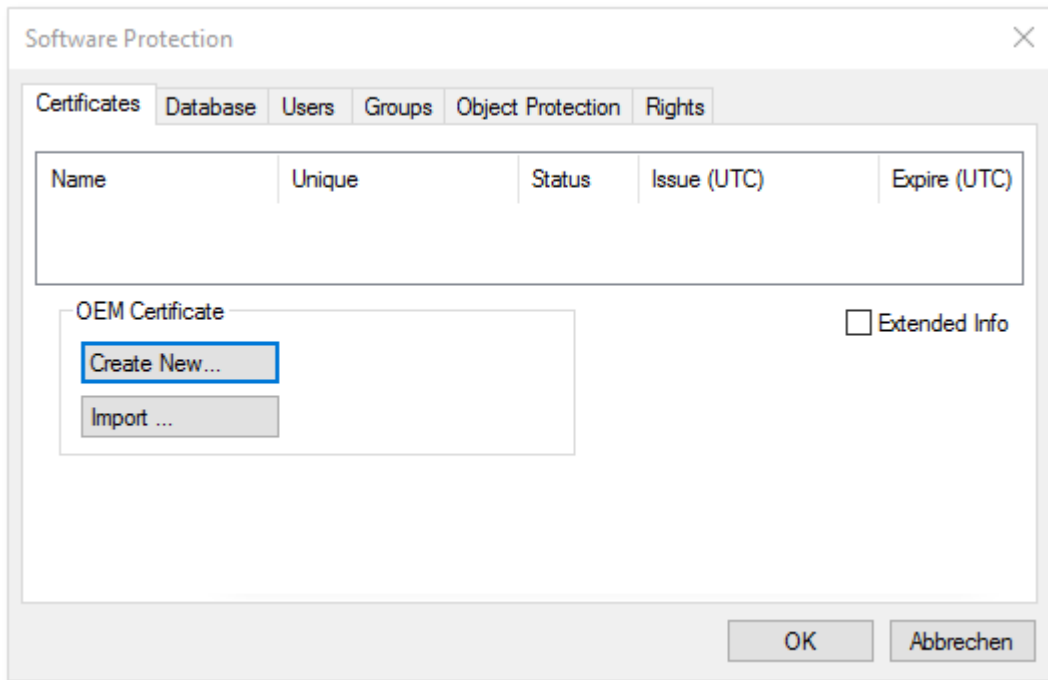 Software Protection
Certificates Database Users Groups Object Protection Rights
Name Unique Status Issue (UTC) Expire (UTC)
OEM Certificate
Extended Info
Create New...
Import ...
OK Abbrechen